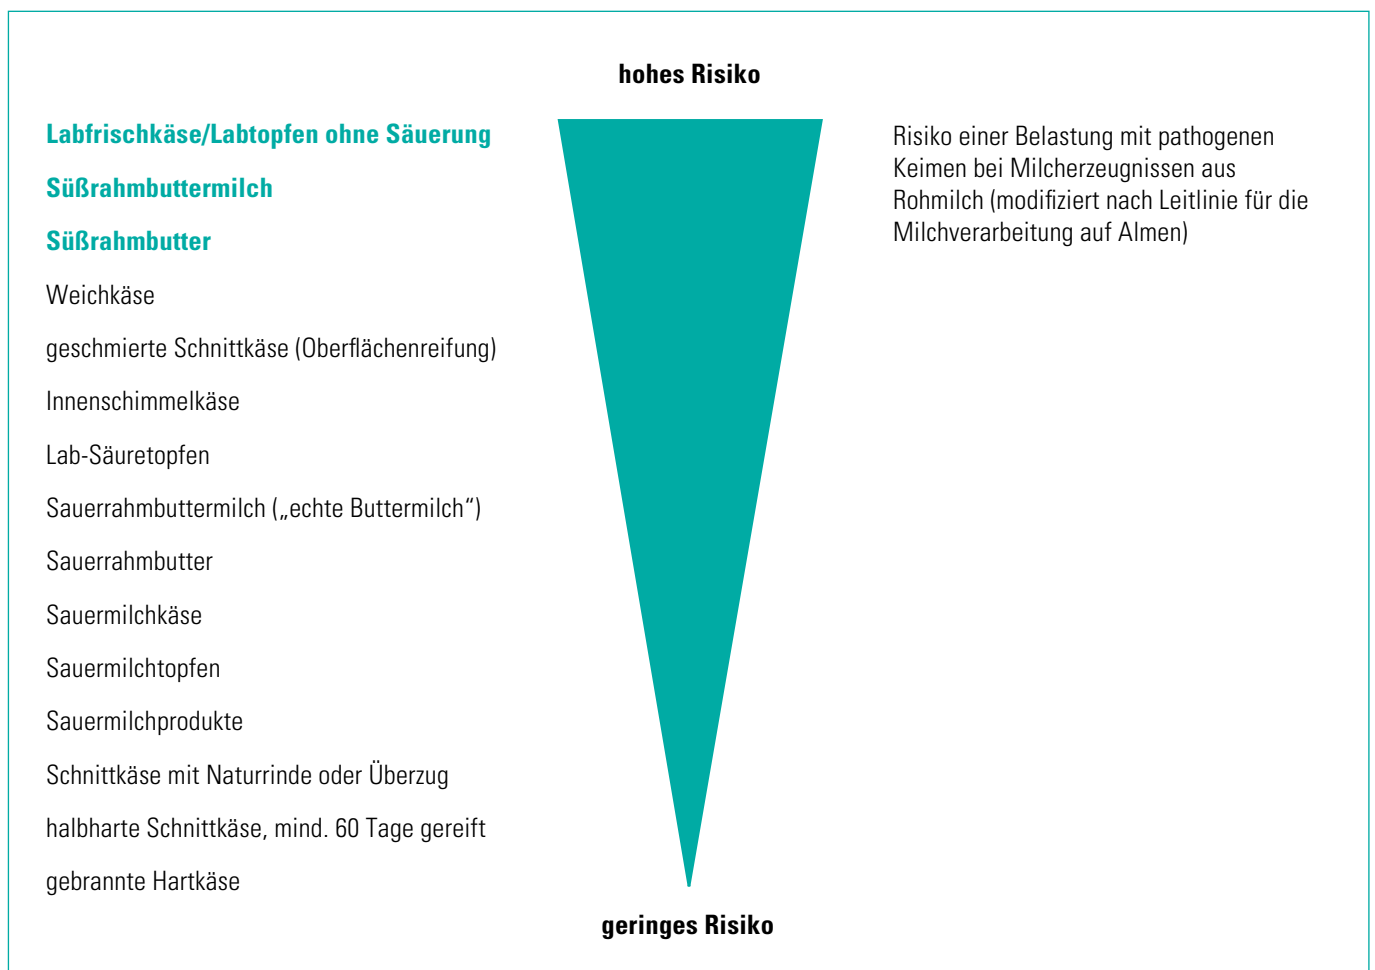 hohes Risiko
Labfrischkäse/Labtopfen ohne Säuerung
Süßrahmbuttermilch
Süßrahmbutter
Weichkäse
geschmierte Schnittkäse (Oberflächenreifung)
Innenschimmelkäse
Lab-Säuretopfen
Sauerrahmbuttermilch („echte Buttermilch“)
Sauerrahmbutter
Sauermilchkäse
Sauermilchtopfen
Sauermilchprodukte
Schnittkäse mit Naturrinde oder Überzug
halbharte Schnittkäse, mind. 60 Tage gereift
gebrannte Hartkäse
geringes Risiko
Risiko einer Belastung mit pathogenen
Keimen bei Milcherzeugnissen aus
Rohmilch (modifiziert nach Leitlinie für die
Milchverarbeitung auf Almen)